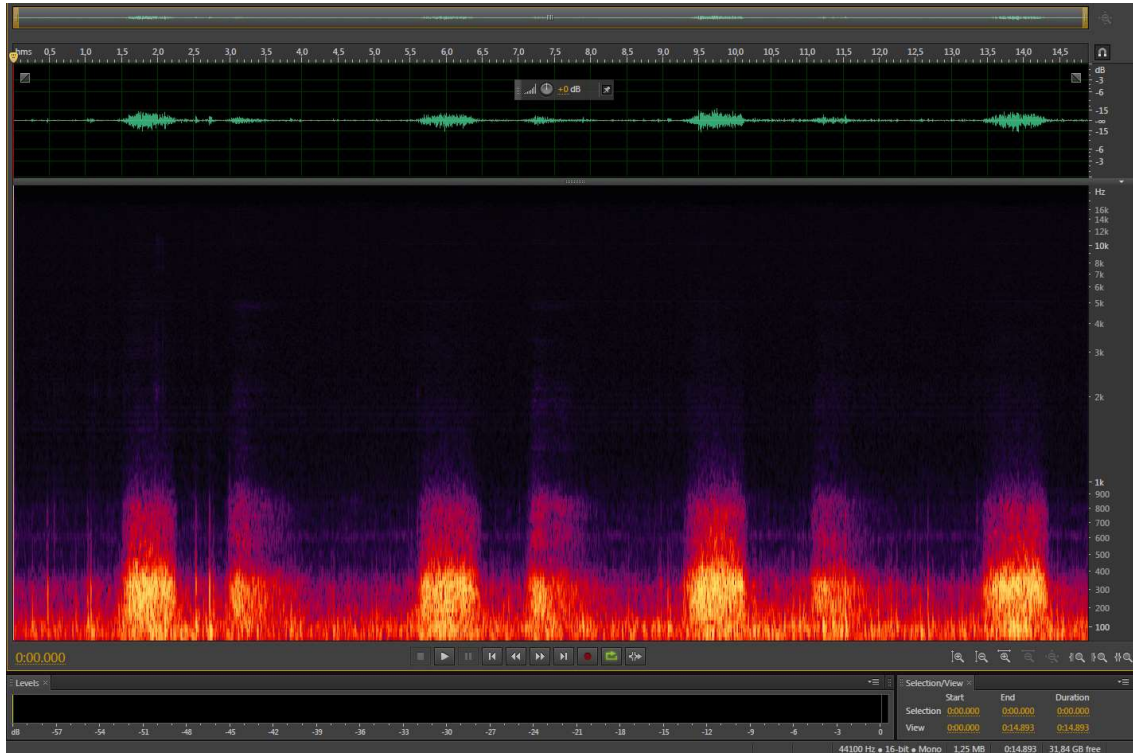 hms 0,5 1,0 1,5 2,0 2,5 3,0 3,5 4,0 4,5 5,0 5,5 6,0 6,5 7,0 7,5 8,0 8,5 9,0 9,5 10,0 10,5 11,0 11,5 12,0 12,5 13,0 13,5 14,0 14,5
dB
-3
-6
+0 dB
-15
-∞
-15
-6
-3
Hz
16k
14k
12k
10k
8k
7k
6k
5k
4k
3k
2k
1k
900
800
700
600
500
400
300
200
100
0:00.000
Levels ×
Selection/View ×
Start End Duration
Selection 0:00.000 0:00.000 0:00.000
View 0:00.000 0:14.893 0:14.893
dB -57 -54 -51 -48 -45 -42 -39 -36 -33 -30 -27 -24 -21 -18 -15 -12 -9 -6 -3 0
44100 Hz • 16-bit • Mono 1,25 MB 0:14.893 31,84 GB free